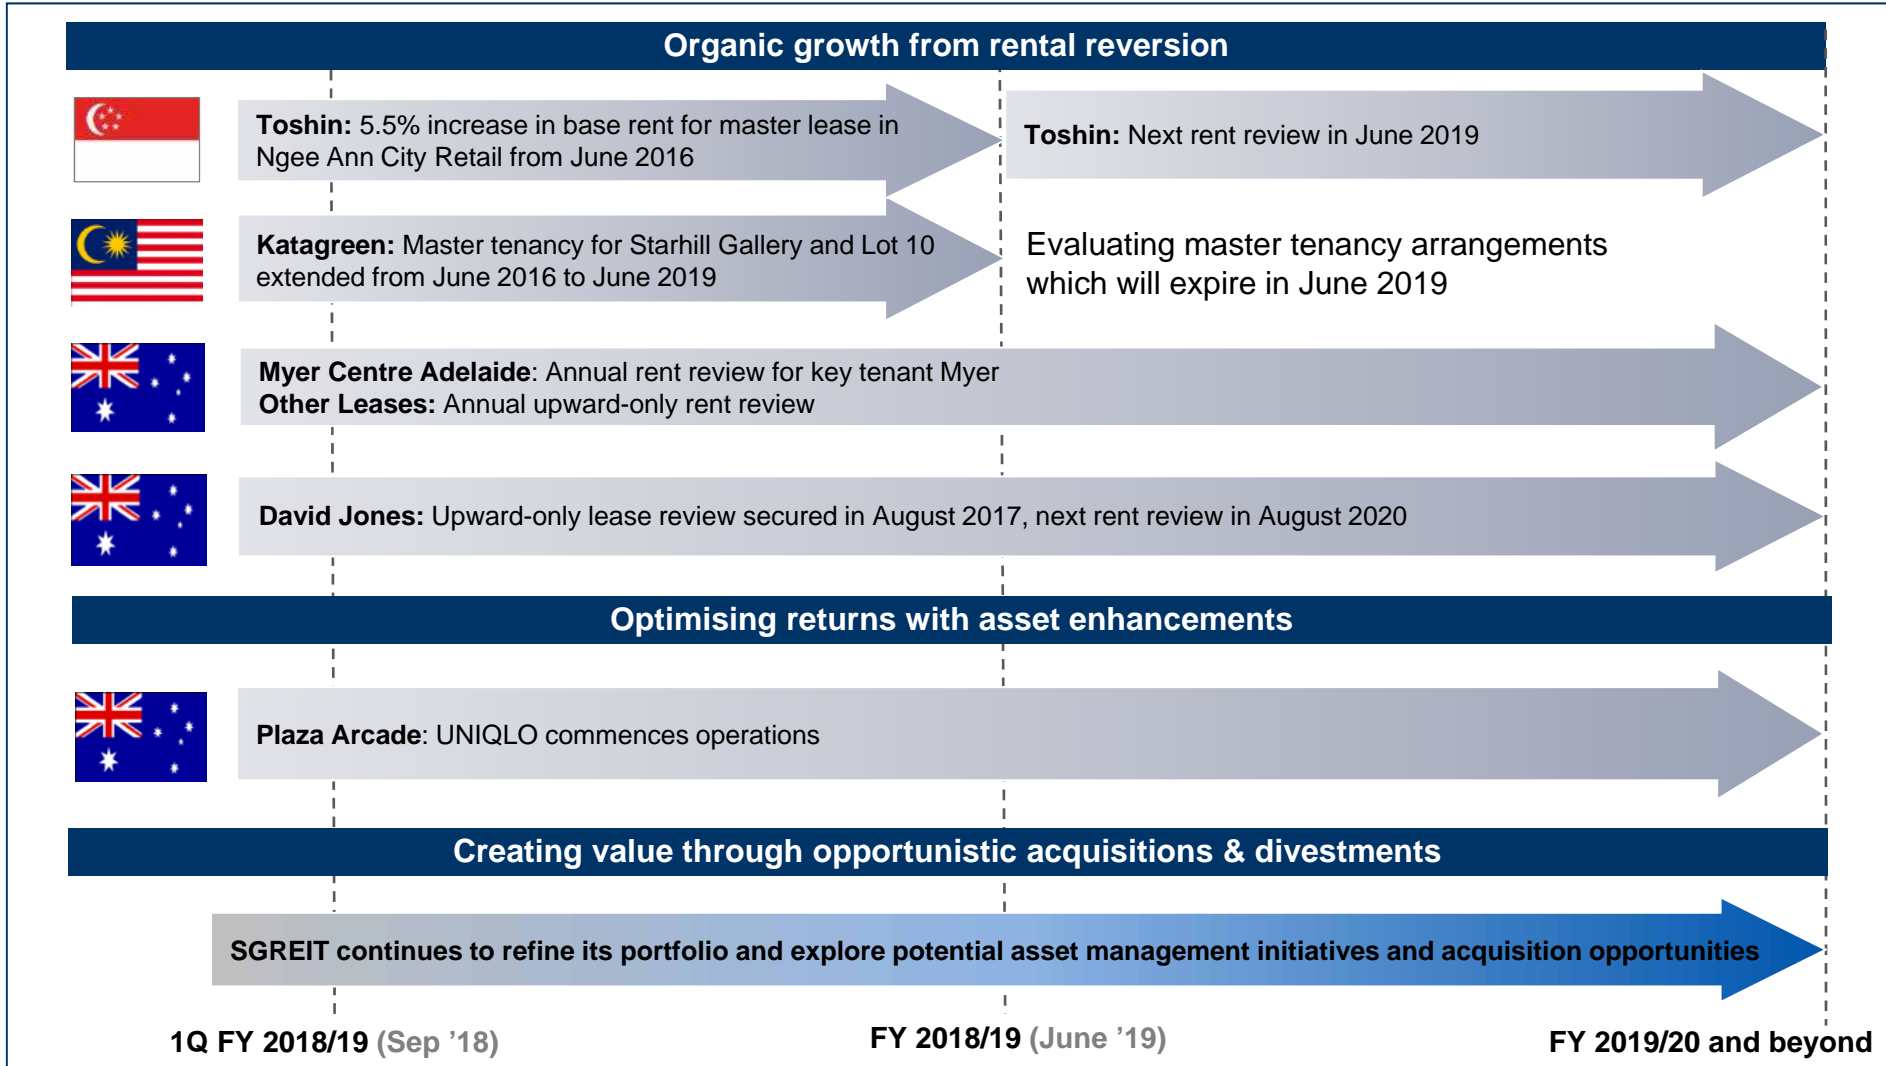 Organic growth from rental reversion
Toshin: 5.5% increase in base rent for master lease in
Ngee Ann City Retail from June 2016
Toshin: Next rent review in June 2019
Katagreen: Master tenancy for Starhill Gallery and Lot 10
extended from June 2016 to June 2019
Evaluating master tenancy arrangements
which will expire in June 2019
Myer Centre Adelaide: Annual rent review for key tenant Myer
Other Leases: Annual upward-only rent review
David Jones: Upward-only lease review secured in August 2017, next rent review in August 2020
Optimising returns with asset enhancements
Plaza Arcade: UNIQLO commences operations
Creating value through opportunistic acquisitions & divestments
SGREIT continues to refine its portfolio and explore potential asset management initiatives and acquisition opportunities
1Q FY 2018/19 (Sep ’18)
FY 2018/19 (June ’19)
FY 2019/20 and beyond